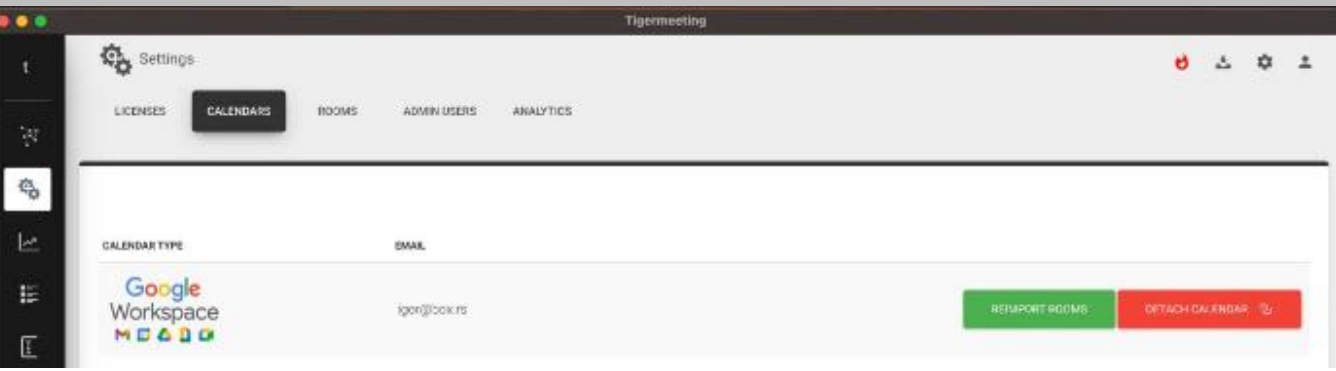 Tigermeeting
t
Settings
LICENSES CALENDARS ROOMS ADMIN USERS ANALYTICS
CALENDAR TYPE EMAIL
Google
Workspace
REIMPORT ROOMS DETACH CALENDAR